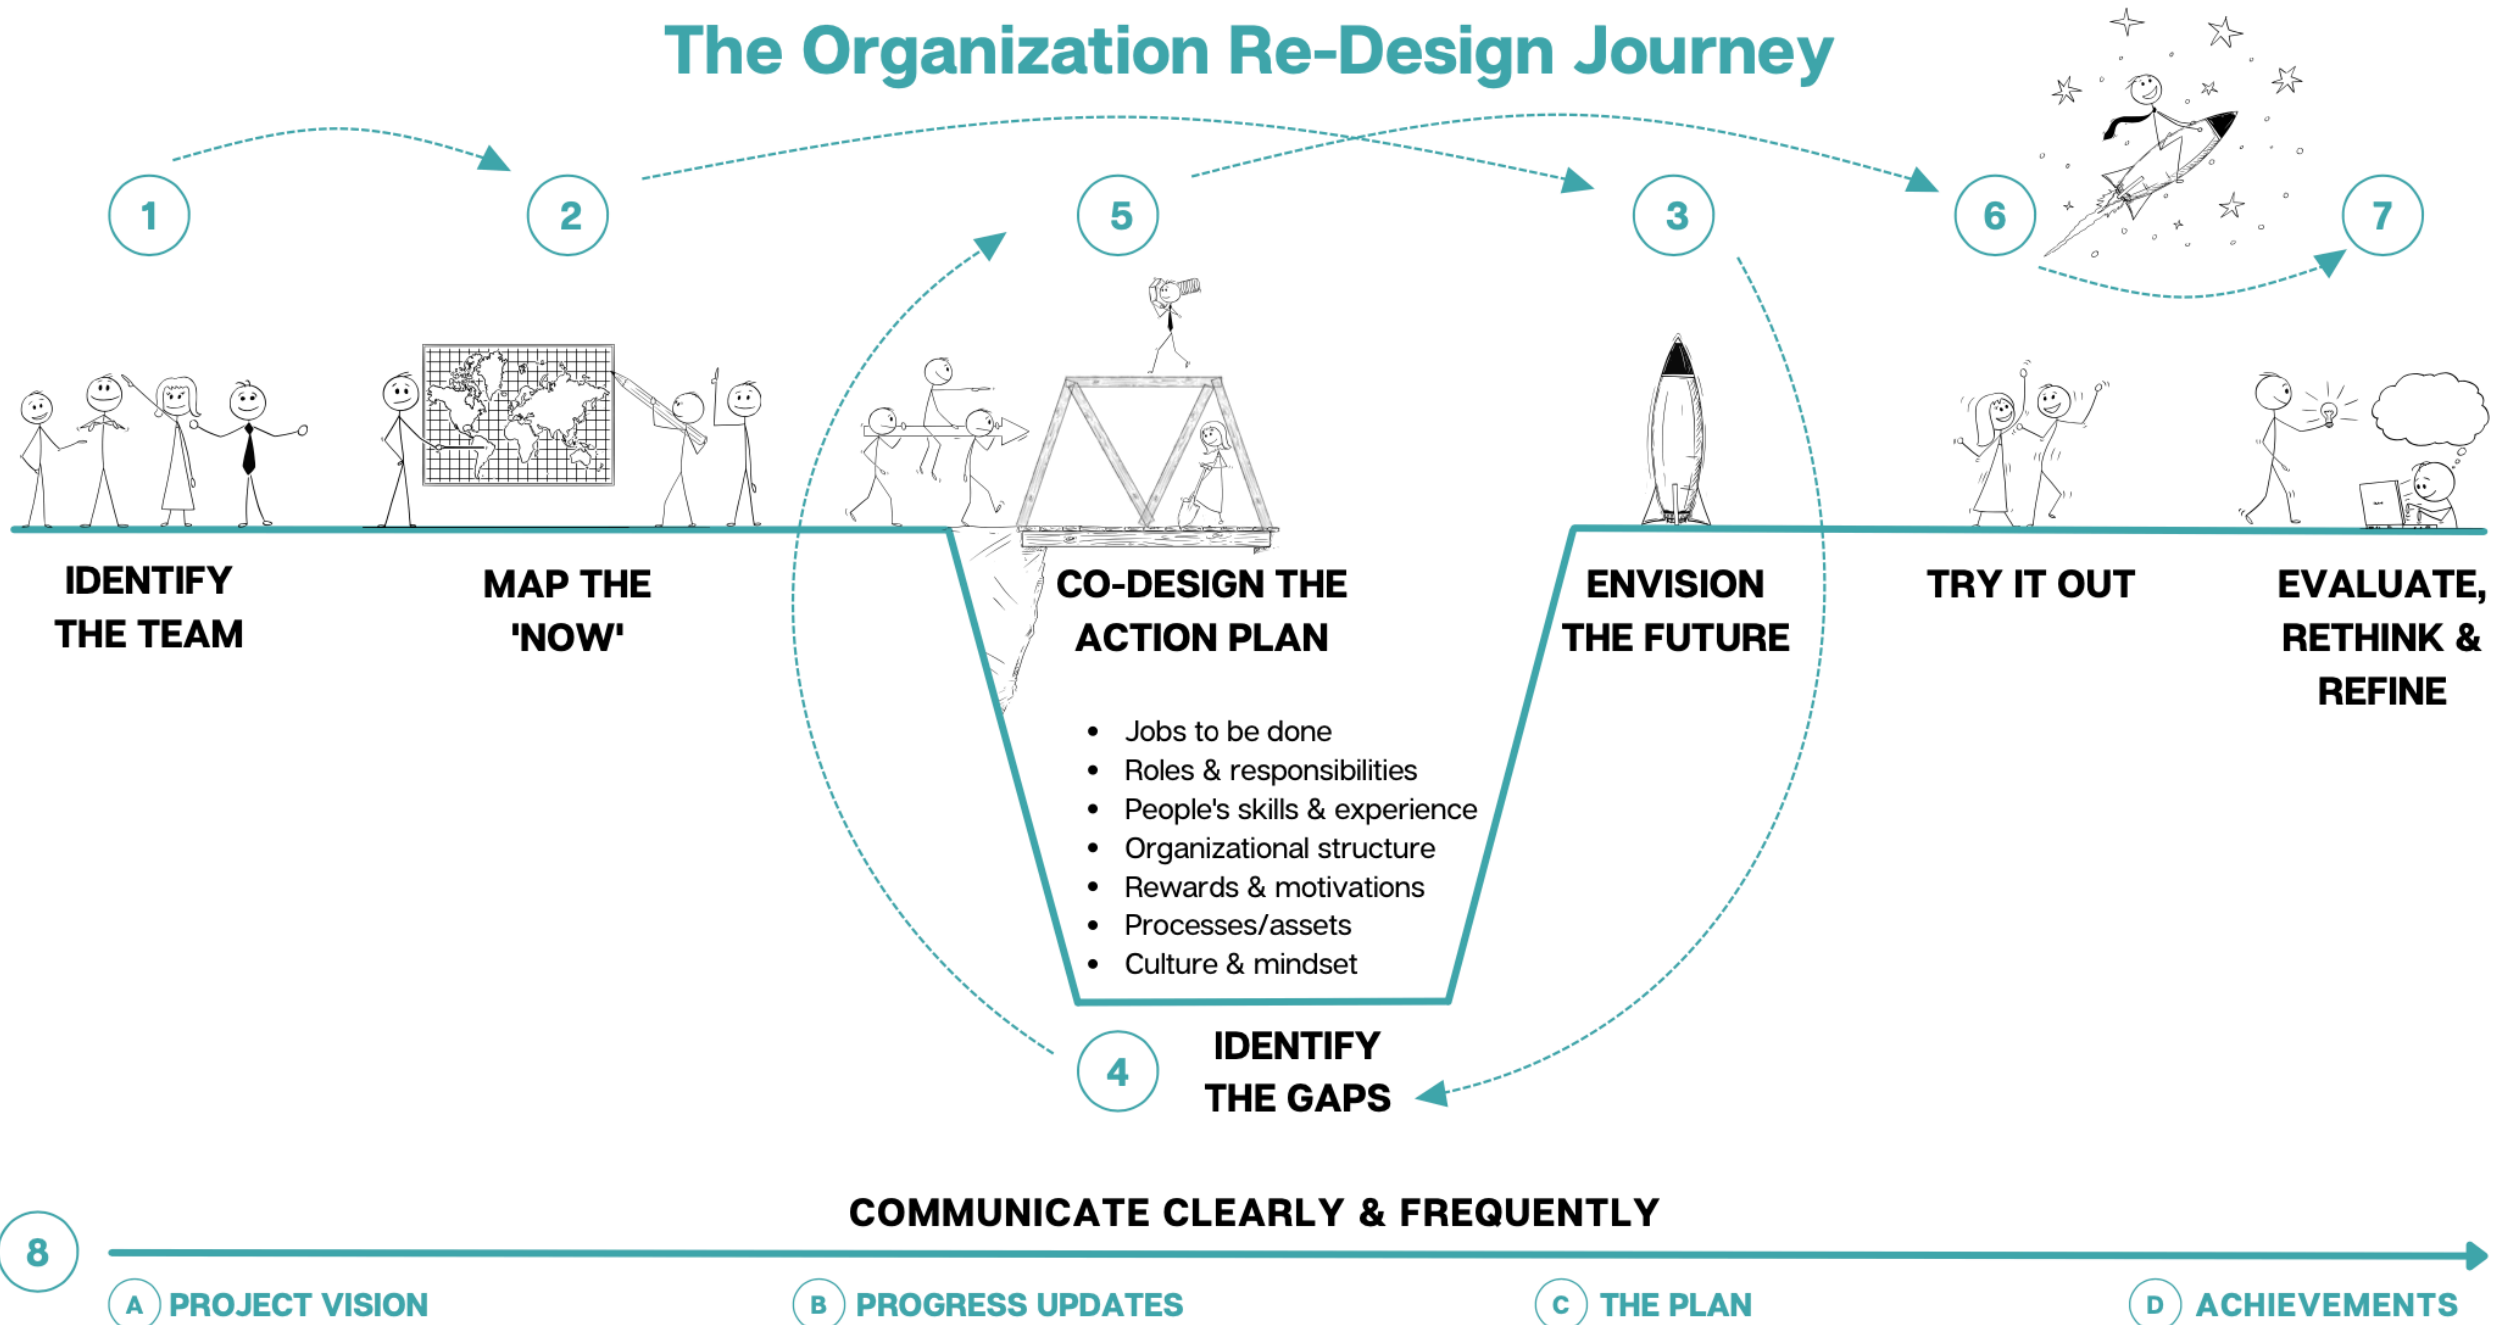 The Organization Re-Design Journey
1
2
5
3
6
7
IDENTIFY
THE TEAM
MAP THE
'NOW'
CO-DESIGN THE
ACTION PLAN
ENVISION
THE FUTURE
TRY IT OUT
EVALUATE,
RETHINK &
REFINE
• Jobs to be done
• Roles & responsibilities
• People's skills & experience
• Organizational structure
• Rewards & motivations
• Processes/assets
• Culture & mindset
4
IDENTIFY
THE GAPS
COMMUNICATE CLEARLY & FREQUENTLY
8
A PROJECT VISION
B PROGRESS UPDATES
C THE PLAN
D ACHIEVEMENTS